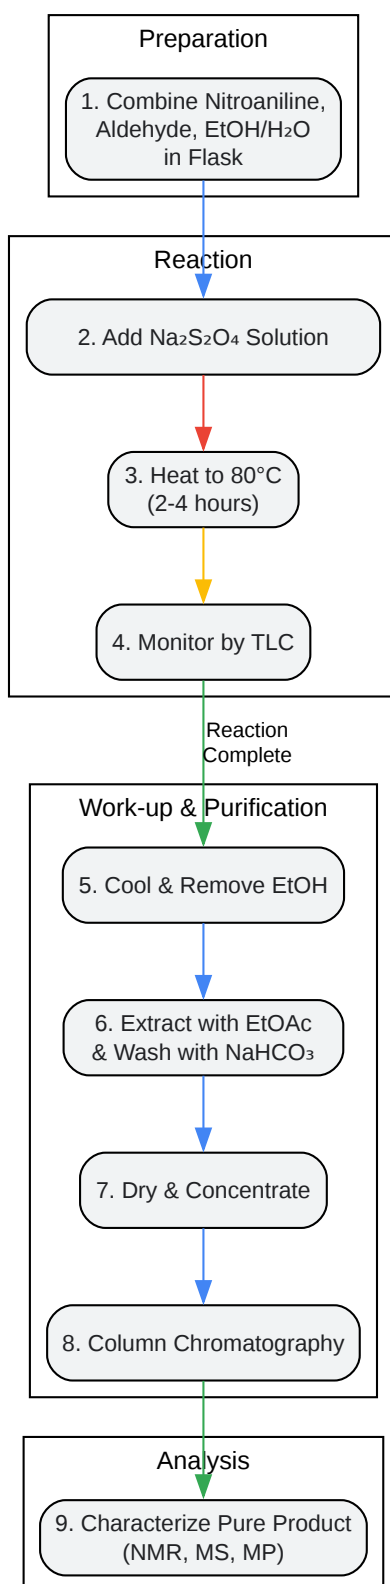 Preparation
1. Combine Nitroaniline,
Aldehyde, EtOH/H₂O
in Flask
Reaction
2. Add Na₂S₂O₄ Solution
3. Heat to 80°C
(2-4 hours)
4. Monitor by TLC
Reaction
Complete
Work-up & Purification
5. Cool & Remove EtOH
6. Extract with EtOAc
& Wash with NaHCO₃
7. Dry & Concentrate
8. Column Chromatography
Analysis
9. Characterize Pure Product
(NMR, MS, MP)